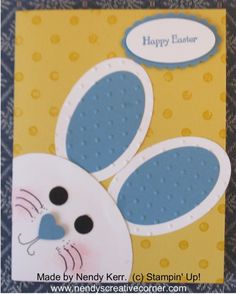 Happy Easter
Made by Nendy Kerr. (c) Stampin' Up!
www.nendyscreativecorner.com